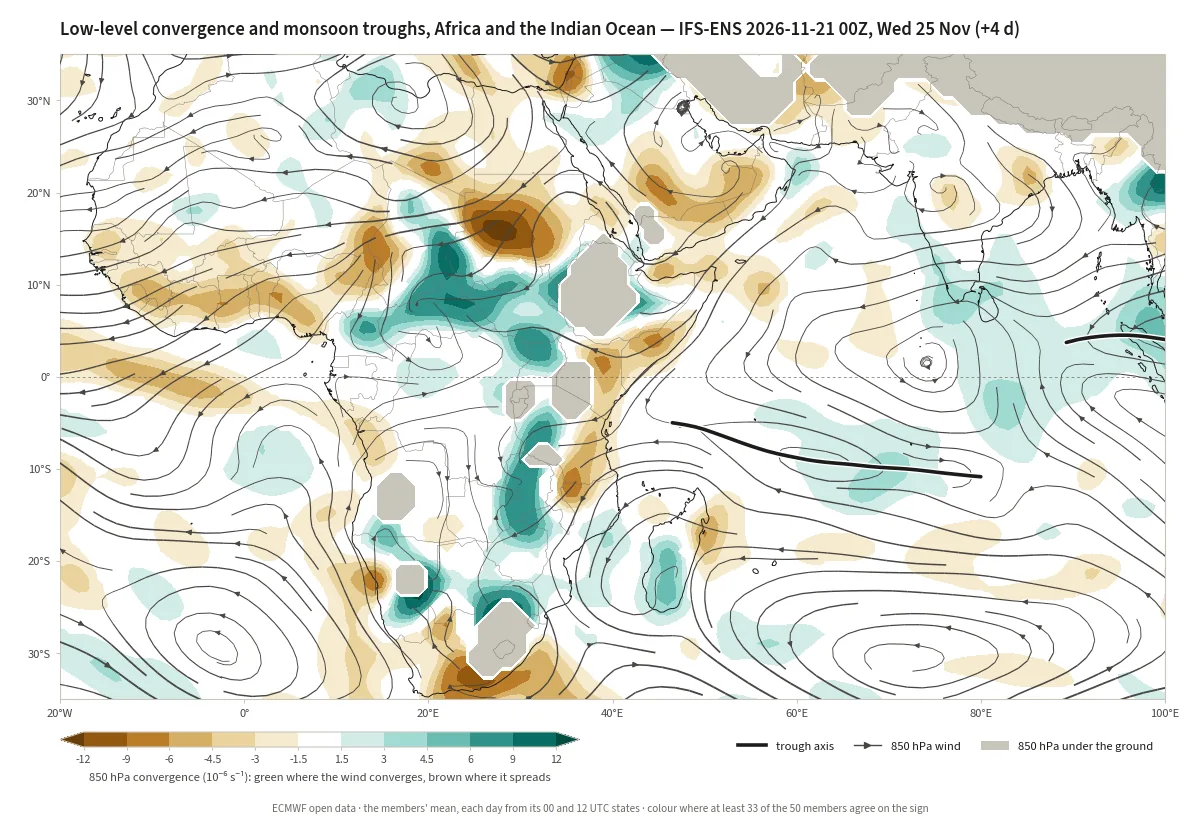 Low-level convergence and monsoon troughs, Africa and the Indian Ocean — IFS-ENS 2026-11-21 00Z, Wed 25 Nov (+4 d)
30°N
20°N
10°N
0°
10°S
20°S
30°S
20°W 0° 20°E 40°E 60°E 80°E 100°E
-12 -9 -6 -4.5 -3 -1.5 1.5 3 4.5 6 9 12
850 hPa convergence (10⁻⁶ s⁻¹): green where the wind converges, brown where it spreads
trough axis 850 hPa wind 850 hPa under the ground
ECMWF open data · the members' mean, each day from its 00 and 12 UTC states · colour where at least 33 of the 50 members agree on the sign